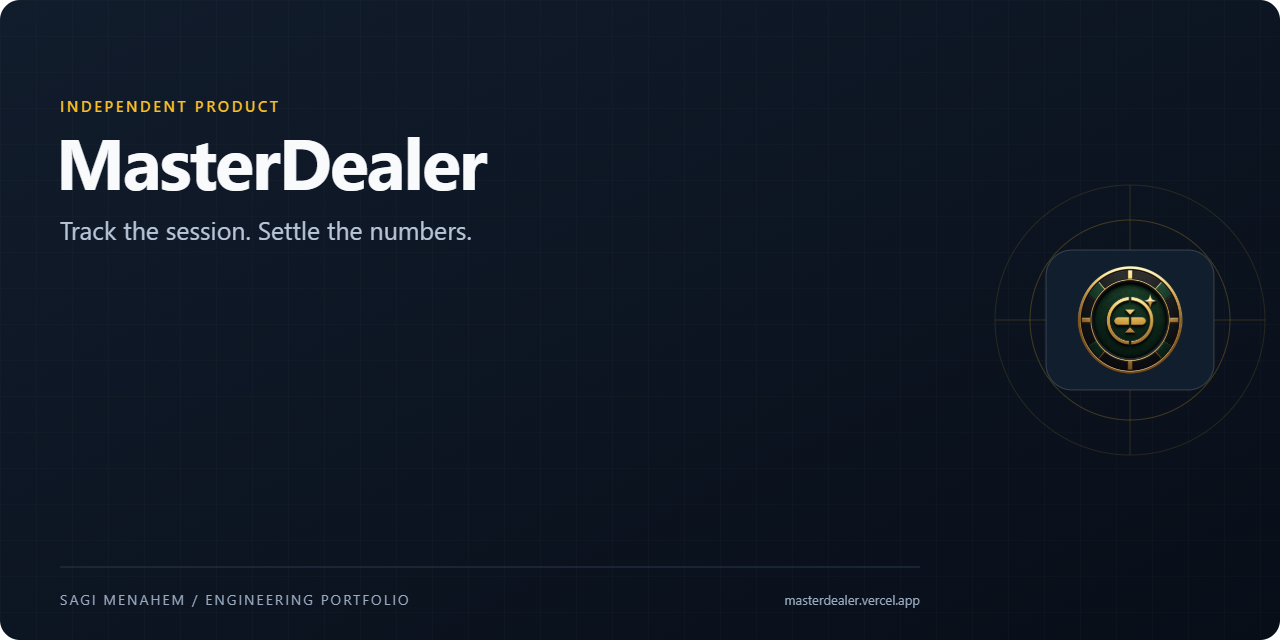 INDEPENDENT PRODUCT
MasterDealer
Track the session. Settle the numbers.
SAGI MENAHEM / ENGINEERING PORTFOLIO
masterdealer.vercel.app